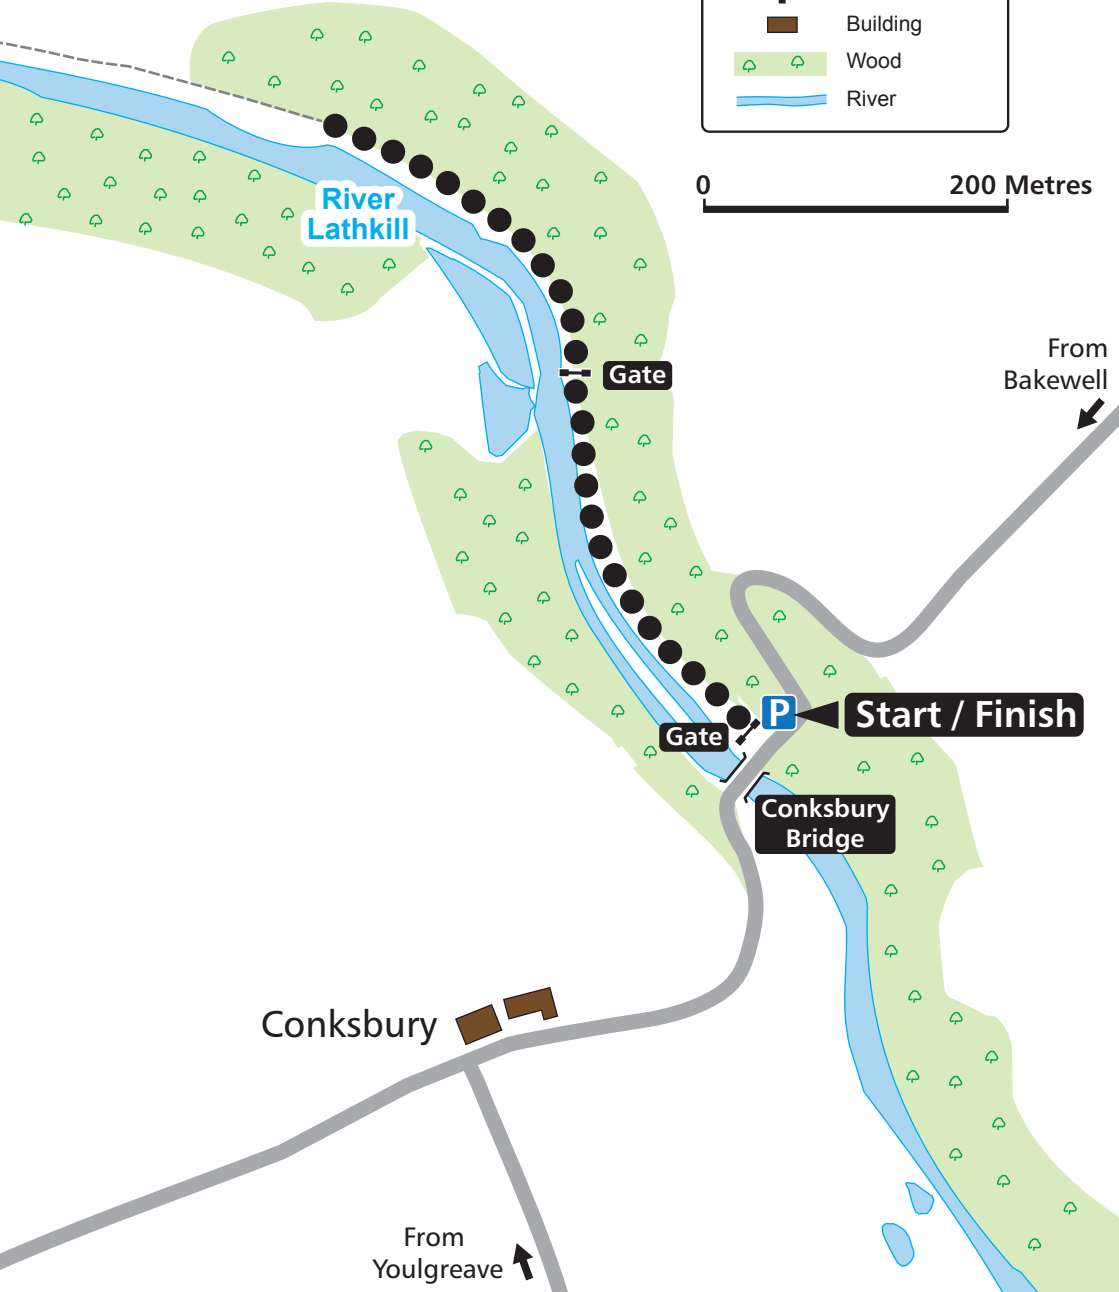 Building
Wood
River
0 200 Metres
River
Lathkill
From
Bakewell
Gate
P Start / Finish
Gate
Conksbury
Bridge
Conksbury
From
Youlgreave